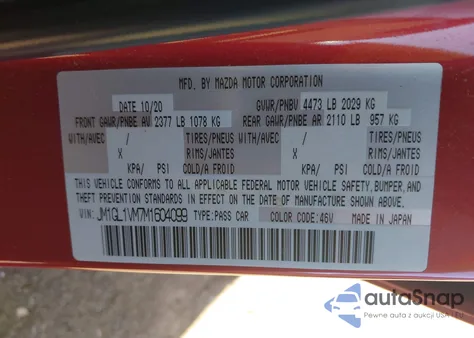 MFD. BY MAZDA MOTOR CORPORATION
DATE 10/20 GVWR/PNBV 4473 LB 2029 KG
FRONT GAWR/PNBE AV 2377 LB 1078 KG REAR GAWR/PNBE AR 2110 LB 957 KG
WITH/AVEC / TIRES/PNEUS WITH/AVEC / TIRES/PNEUS
X RIMS/JANTES X RIMS/JANTES
KPA/ PSI COLD/A FROID KPA/ PSI COLD/A FROID
THIS VEHICLE CONFORMS TO ALL APPLICABLE FEDERAL MOTOR VEHICLE SAFETY, BUMPER, AND
THEFT PREVENTION STANDARDS IN EFFECT ON THE DATE OF MANUFACTURE SHOWN ABOVE.
VIN: JM1GL1VM7M1604099 TYPE: PASS CAR COLOR CODE: 46V MADE IN JAPAN
autoSnap
Pewne auta z aukcji USA i EU